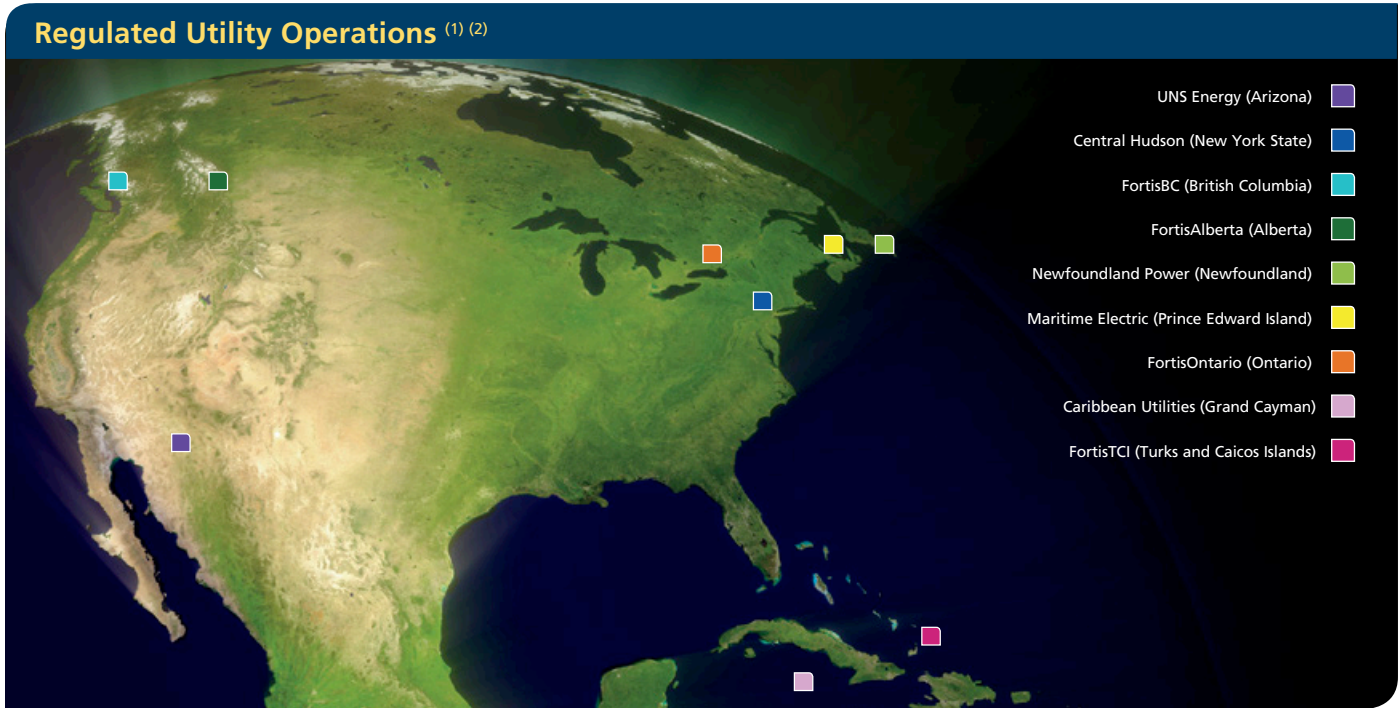 Regulated Utility Operations (1) (2)
UNS Energy (Arizona)
Central Hudson (New York State)
FortisBC (British Columbia)
FortisAlberta (Alberta)
Newfoundland Power (Newfoundland)
Maritime Electric (Prince Edward Island)
FortisOntario (Ontario)
Caribbean Utilities (Grand Cayman)
FortisTCI (Turks and Caicos Islands)